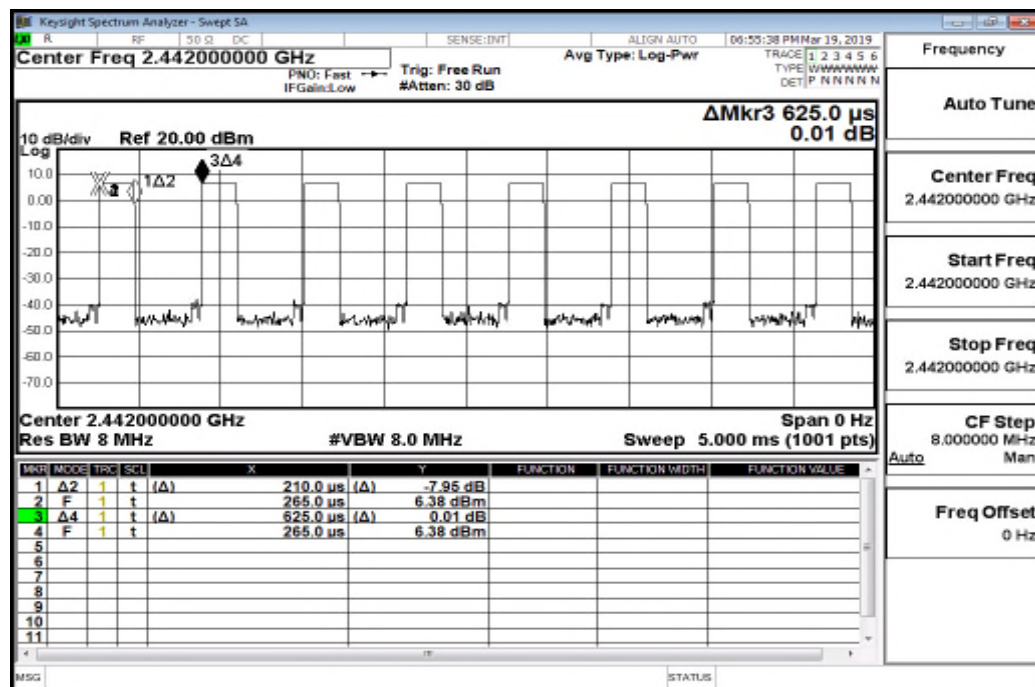 Keysight Spectrum Analyzer - Swept SA
R RF 50 Ω DC SENSE:INT ALIGN AUTO 06:55:38 PM Mar 19, 2019
Center Freq 2.442000000 GHz
PNO: Fast
IFGain:Low
Trig: Free Run
#Atten: 30 dB
Avg Type: Log-Pwr
TRACE 1 2 3 4 5 6
TYPE WWWWWW
DET P N N N N N
ΔMkr3 625.0 µs
0.01 dB
10 dB/div Ref 20.00 dBm
Log
3Δ4
1Δ2
10.0
0.00
-10.0
-20.0
-30.0
-40.0
-50.0
-60.0
-70.0
Center 2.442000000 GHz Span 0 Hz
Res BW 8 MHz #VBW 8.0 MHz Sweep 5.000 ms (1001 pts)
MKR MODE TRC SCL X Y FUNCTION FUNCTION WIDTH FUNCTION VALUE
1 Δ2 1 t (Δ) 210.0 µs (Δ) -7.95 dB
2 F 1 t 265.0 µs 6.38 dBm
3 Δ4 1 t (Δ) 625.0 µs (Δ) 0.01 dB
4 F 1 t 265.0 µs 6.38 dBm
5
6
7
8
9
10
11
MSG STATUS
Frequency
Auto Tune
Center Freq
2.442000000 GHz
Start Freq
2.442000000 GHz
Stop Freq
2.442000000 GHz
CF Step
8.000000 MHz
Auto Man
Freq Offset
0 Hz